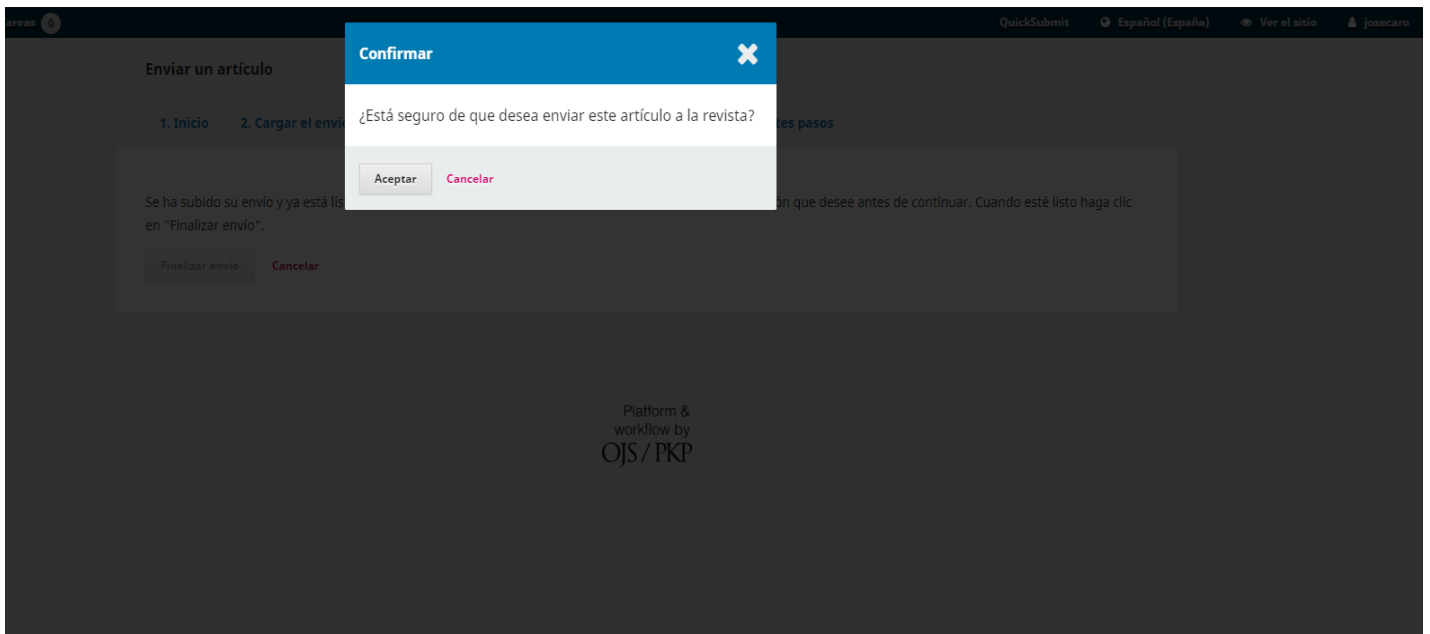 areas 0 QuickSubmit Español (España) Ver el sitio josecaro
Confirmar
Enviar un artículo
¿Está seguro de que desea enviar este artículo a la revista?
1. Inicio 2. Cargar el envío tes pasos
Aceptar Cancelar
Se ha subido su envío y ya está lis ón que desee antes de continuar. Cuando esté listo haga clic
en "Finalizar envío".
Finalizar envío Cancelar
Platform &
workflow by
OJS / PKP